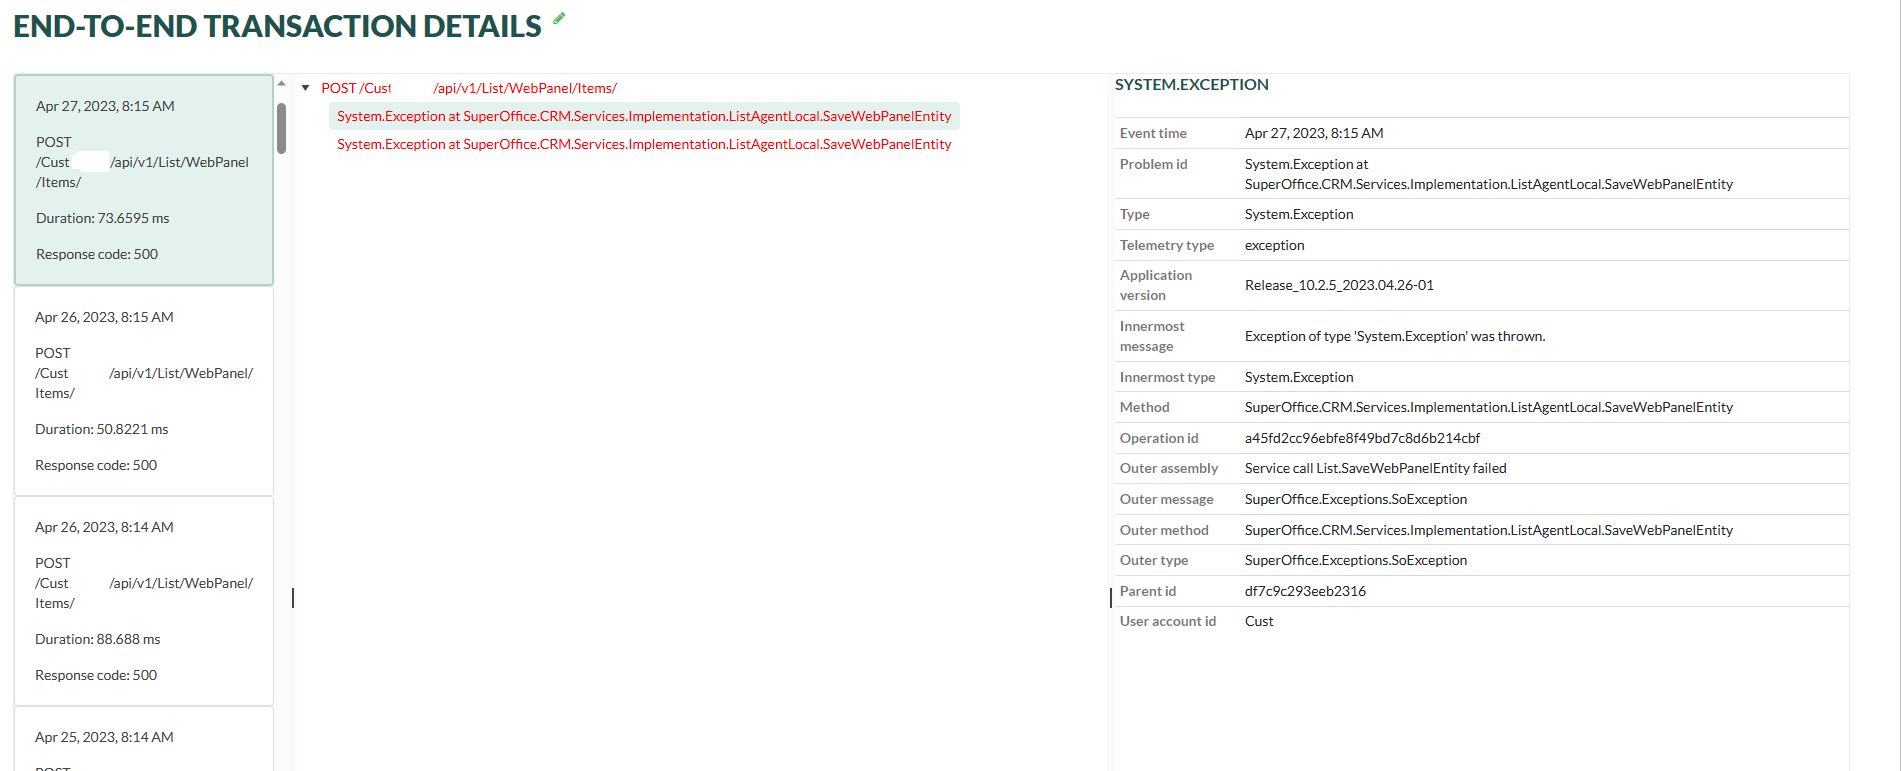 END-TO-END TRANSACTION DETAILS
Apr 27, 2023, 8:15 AM
POST
/Cust /api/v1/List/WebPanel
/Items/
Duration: 73.6595 ms
Response code: 500
Apr 26, 2023, 8:15 AM
POST
/Cust /api/v1/List/WebPanel/
Items/
Duration: 50.8221 ms
Response code: 500
Apr 26, 2023, 8:14 AM
POST
/Cust /api/v1/List/WebPanel/
Items/
Duration: 88.688 ms
Response code: 500
Apr 25, 2023, 8:14 AM
POST
POST /Cust /api/v1/List/WebPanel/Items/
System.Exception at SuperOffice.CRM.Services.Implementation.ListAgentLocal.SaveWebPanelEntity
System.Exception at SuperOffice.CRM.Services.Implementation.ListAgentLocal.SaveWebPanelEntity
SYSTEM.EXCEPTION
Event time Apr 27, 2023, 8:15 AM
Problem id System.Exception at
SuperOffice.CRM.Services.Implementation.ListAgentLocal.SaveWebPanelEntity
Type System.Exception
Telemetry type exception
Application
version Release_10.2.5_2023.04.26-01
Innermost
message Exception of type 'System.Exception' was thrown.
Innermost type System.Exception
Method SuperOffice.CRM.Services.Implementation.ListAgentLocal.SaveWebPanelEntity
Operation id a45fd2cc96ebfe8f49bd7c8d6b214cbf
Outer assembly Service call List.SaveWebPanelEntity failed
Outer message SuperOffice.Exceptions.SoException
Outer method SuperOffice.CRM.Services.Implementation.ListAgentLocal.SaveWebPanelEntity
Outer type SuperOffice.Exceptions.SoException
Parent id df7c9c293eeb2316
User account id Cust